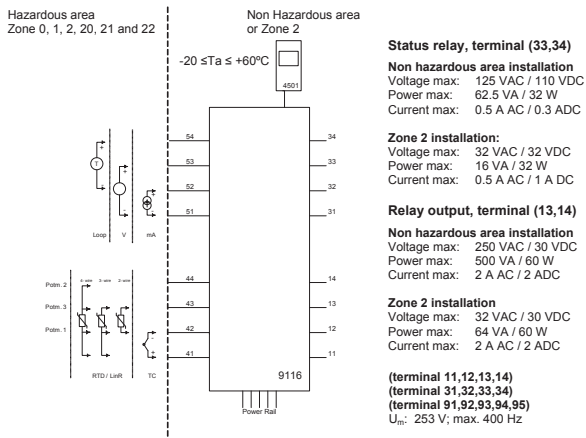 Hazardous area
Zone 0, 1, 2, 20, 21 and 22
Non Hazardous area
or Zone 2
-20 ≤Ta ≤ +60ºC
4501
54
53
52
51
44
43
42
41
34
33
32
31
14
13
12
11
T
+
-
+
-
+
-
Loop
V
mA
Potm. 2
Potm. 3
Potm. 1
4- wire
3- wire
2- wire
-
+
RTD / LinR
TC
9116
Power Rail
Status relay, terminal (33,34)
Non hazardous area installation
Voltage max: 125 VAC / 110 VDC
Power max: 62.5 VA / 32 W
Current max: 0.5 A AC / 0.3 ADC
Zone 2 installation:
Voltage max: 32 VAC / 32 VDC
Power max: 16 VA / 32 W
Current max: 0.5 A AC / 1 A DC
Relay output, terminal (13,14)
Non hazardous area installation
Voltage max: 250 VAC / 30 VDC
Power max: 500 VA / 60 W
Current max: 2 A AC / 2 ADC
Zone 2 installation
Voltage max: 32 VAC / 30 VDC
Power max: 64 VA / 60 W
Current max: 2 A AC / 2 ADC
(terminal 11,12,13,14)
(terminal 31,32,33,34)
(terminal 91,92,93,94,95)
Um: 253 V; max. 400 Hz